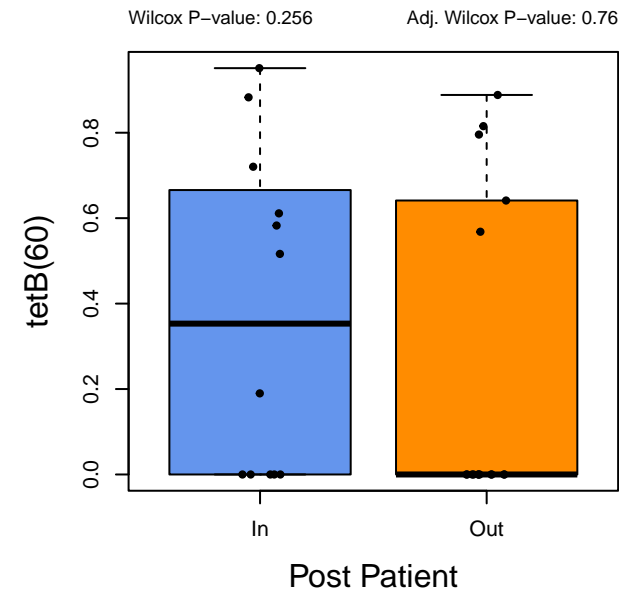 Wilcox P−value: 0.256
Adj. Wilcox P−value: 0.76
tetB(60)
0.8
0.6
0.4
0.2
0.0
In
Out
Post Patient